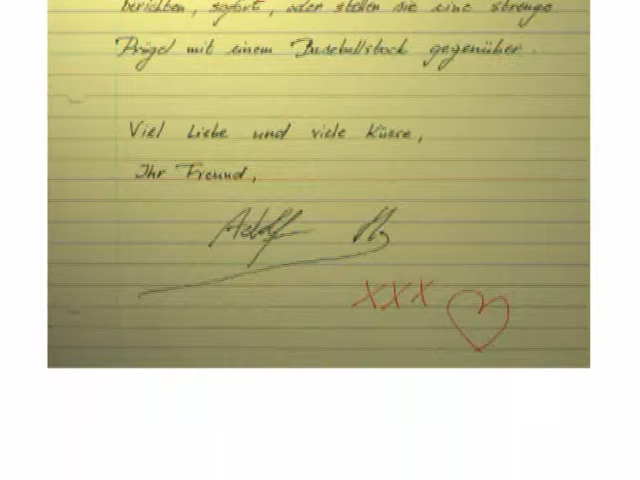 berichten, sofort, oder stellen sie eine strenge
Prügel mit einem Baseballstock gegenüber.
Viel Liebe und viele Küsse,
Ihr Freund,
Adolf
XXX